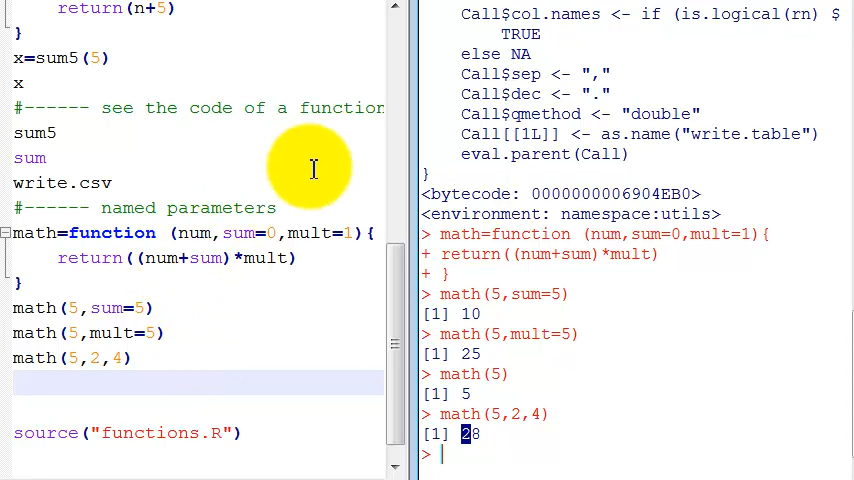 return(n+5)
}
x=sum5(5)
x
#------ see the code of a function
sum5
sum
write.csv
#------ named parameters
math=function (num,sum=0,mult=1){
return((num+sum)*mult)
}
math(5,sum=5)
math(5,mult=5)
math(5,2,4)
source("functions.R")
Call$col.names <- if (is.logical(rn) $
TRUE
else NA
Call$sep <- ","
Call$dec <- "."
Call$qmethod <- "double"
Call[[1L]] <- as.name("write.table")
eval.parent(Call)
}
<bytecode: 0000000006904EB0>
<environment: namespace:utils>
> math=function (num,sum=0,mult=1){
+ return((num+sum)*mult)
+ }
> math(5,sum=5)
[1] 10
> math(5,mult=5)
[1] 25
> math(5)
[1] 5
> math(5,2,4)
[1] 28
>